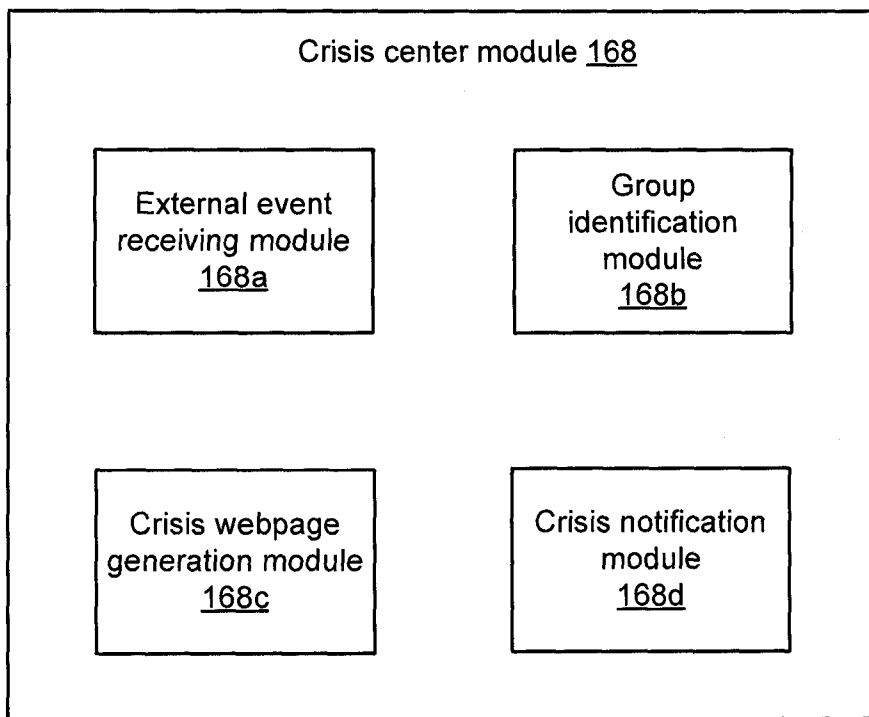 Crisis center module 168
External event
receiving module
168a
Group
identification
module
168b
Crisis webpage
generation module
168c
Crisis notification
module
168d